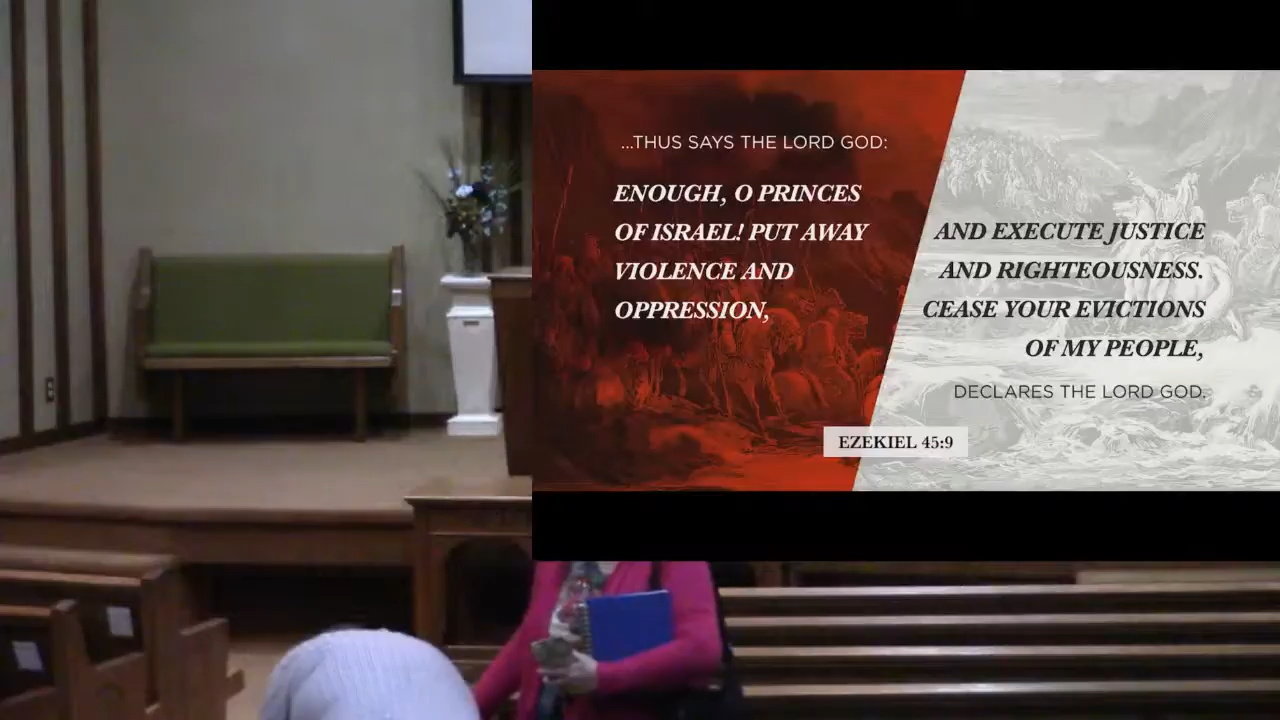 ...THUS SAYS THE LORD GOD:
ENOUGH, O PRINCES
OF ISRAEL! PUT AWAY
VIOLENCE AND
OPPRESSION,
AND EXECUTE JUSTICE
AND RIGHTEOUSNESS.
CEASE YOUR EVICTIONS
OF MY PEOPLE,
DECLARES THE LORD GOD.
EZEKIEL 45:9